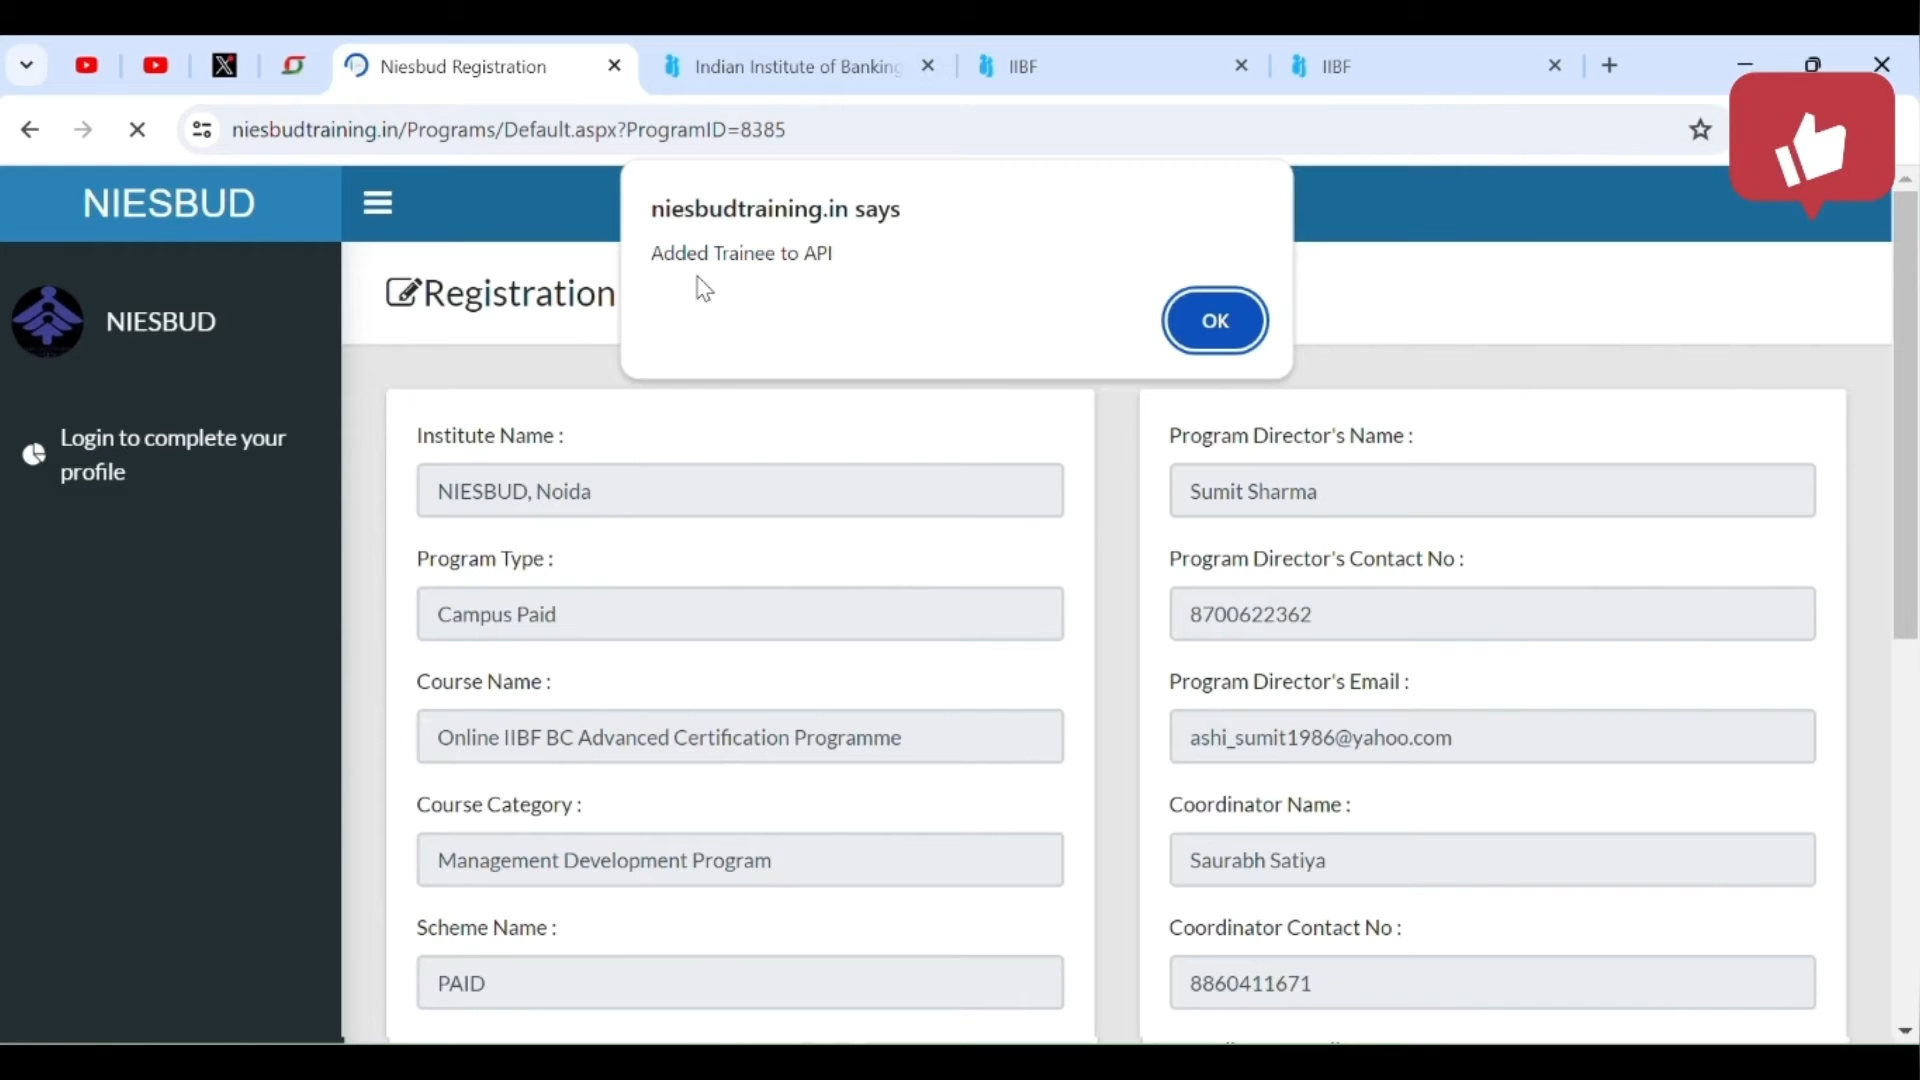 Niesbud Registration
Indian Institute of Banking
IIBF
IIBF
niesbudtraining.in/Programs/Default.aspx?ProgramID=8385
NIESBUD
niesbudtraining.in says
Added Trainee to API
OK
Registration
NIESBUD
Login to complete your
profile
Institute Name :
NIESBUD, Noida
Program Type :
Campus Paid
Course Name :
Online IIBF BC Advanced Certification Programme
Course Category :
Management Development Program
Scheme Name :
PAID
Program Director's Name :
Sumit Sharma
Program Director's Contact No :
8700622362
Program Director's Email :
ashi_sumit1986@yahoo.com
Coordinator Name :
Saurabh Satiya
Coordinator Contact No :
8860411671